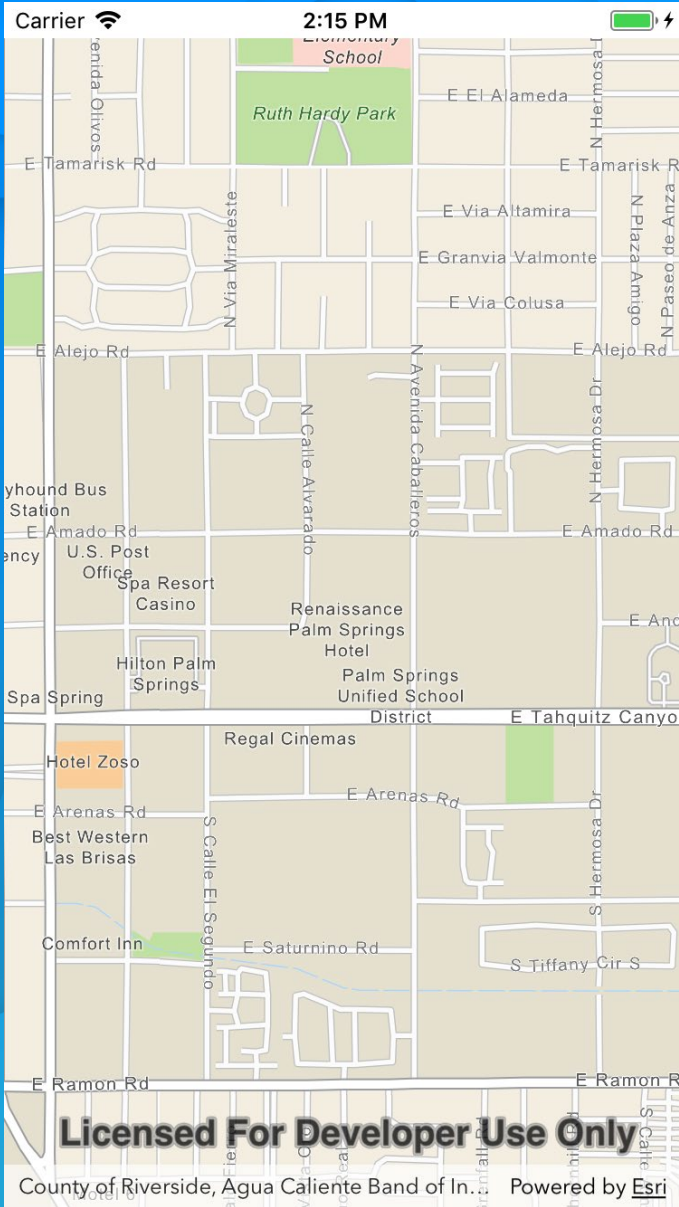 Carrier
2:15 PM
Elementary
School
Ruth Hardy Park
E El Alameda
N Hermosa
enida Olivos
E Tamarisk Rd
E Tamarisk R
E Via Altamira
N Via Miraleste
N Plaza Amigo
N Paseo de Anza
E Granvia Valmonte
E Via Colusa
E Alejo Rd
E Alejo Rd
N Avenida Caballeros
N Calle Alvarado
N Hermosa Dr
yhound Bus
Station
E Amado Rd
E Amado Rd
ency
U.S. Post
Office
Spa Resort
Casino
Renaissance
Palm Springs
Hotel
E And
Hilton Palm
Springs
Palm Springs
Unified School
District
Spa Spring
E Tahquitz Canyo
Regal Cinemas
Hotel Zoso
E Arenas Rd
E Arenas Rd
Best Western
Las Brisas
S Calle El Segundo
S Hermosa Dr
Comfort Inn
E Saturnino Rd
S Tiffany Cir S
E Ramon Rd
E Ramon R
S Calle
Licensed For Developer Use Only
County of Riverside, Agua Caliente Band of In...
Powered by Esri
Motel 6